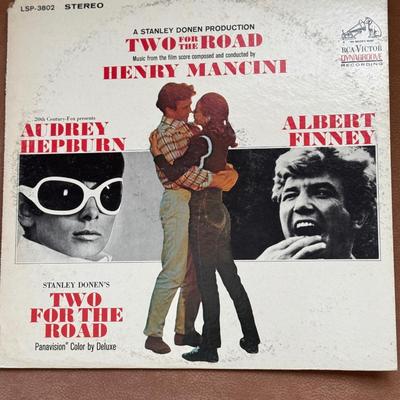 LSP-3802 STEREO
A STANLEY DONEN PRODUCTION
TWO FOR THE ROAD
Music from the film score composed and conducted by
HENRY MANCINI
RCA VICTOR
DYNAGROOVE
RECORDING
20th Century-Fox presents
AUDREY
HEPBURN
ALBERT
FINNEY
STANLEY DONEN'S
TWO
FOR THE
ROAD
Panavision® Color by Deluxe